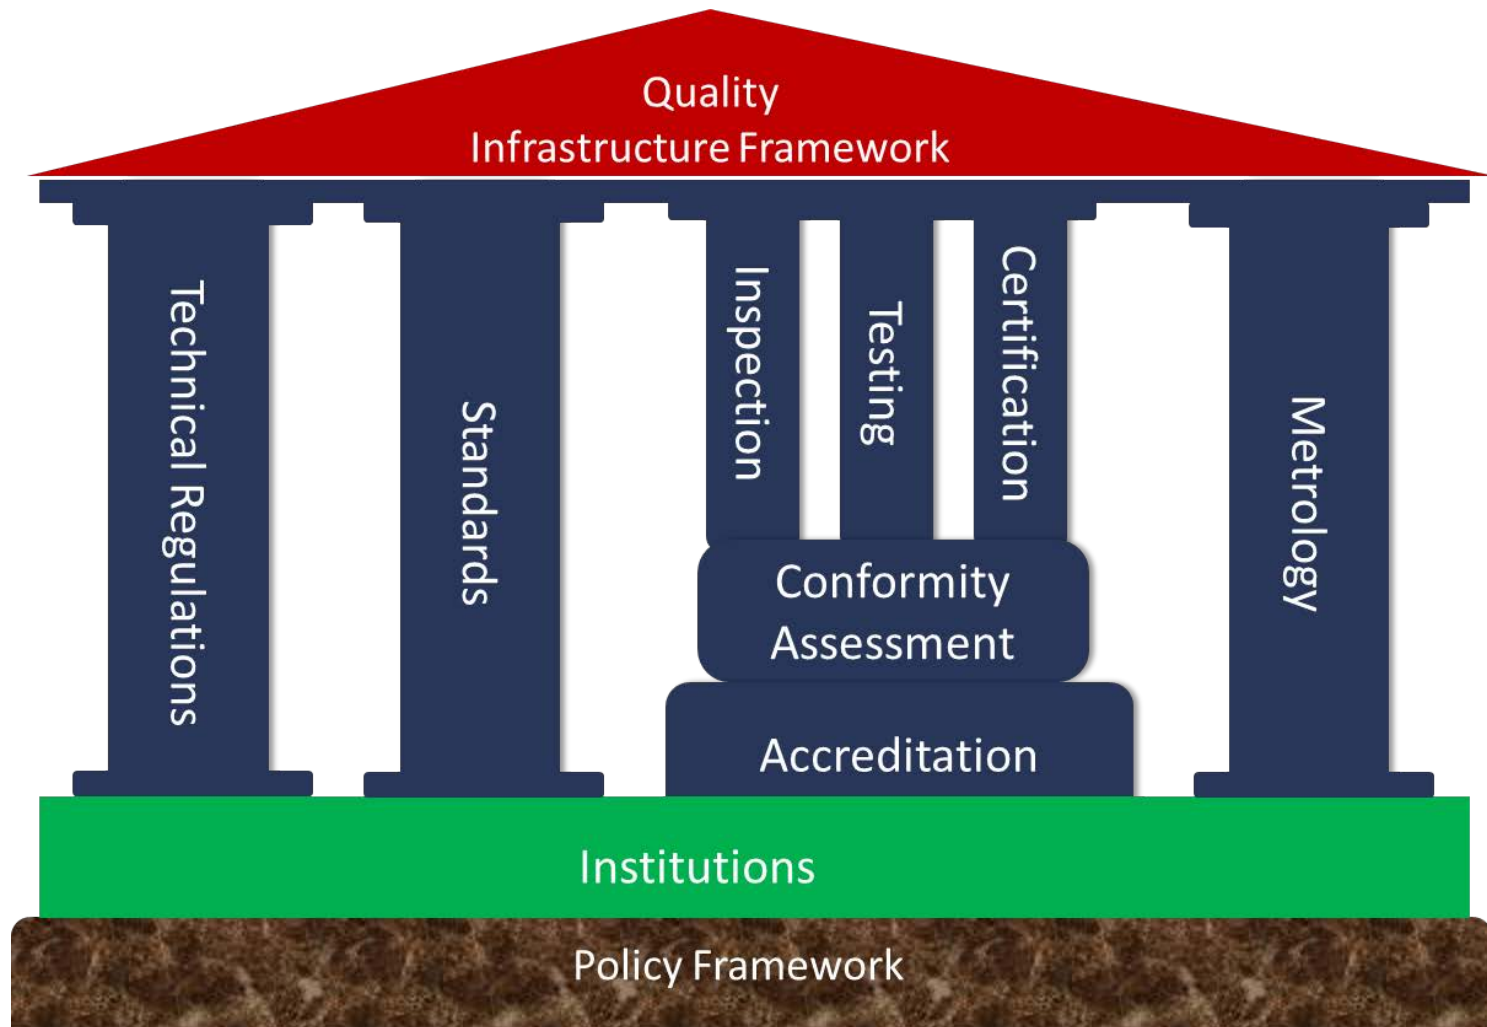 Quality
Infrastructure Framework
Technical Regulations
Standards
Inspection
Testing
Certification
Metrology
Conformity
Assessment
Accreditation
Institutions
Policy Framework